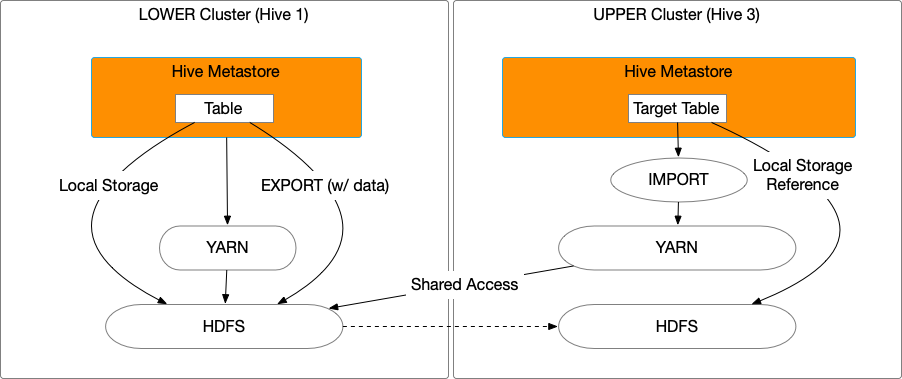 LOWER Cluster (Hive 1)
Hive Metastore
Table
Local Storage
EXPORT (w/ data)
YARN
HDFS
UPPER Cluster (Hive 3)
Hive Metastore
Target Table
IMPORT
Local Storage
Reference
YARN
Shared Access
HDFS